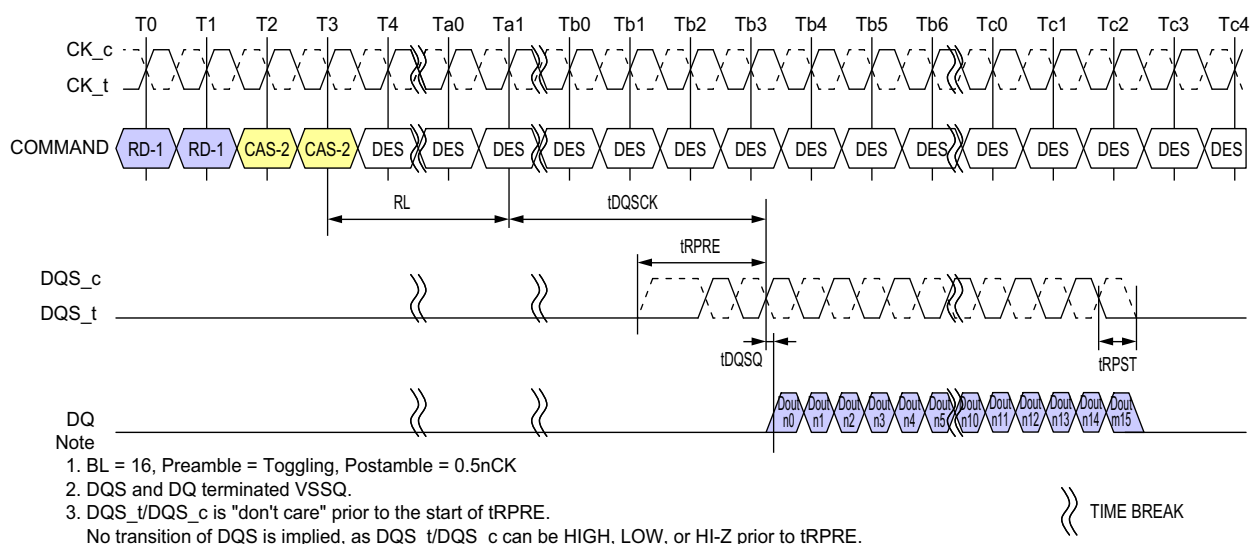 T0 T1 T2 T3 T4 Ta0 Ta1 Tb0 Tb1 Tb2 Tb3 Tb4 Tb5 Tb6 Tc0 Tc1 Tc2 Tc3 Tc4
CK_c
CK_t
COMMAND RD-1 RD-1 CAS-2 CAS-2 DES DES DES DES DES DES DES DES DES DES DES DES DES DES DES
RL tDQSCK
tRPRE
DQS_c
DQS_t
tDQSQ tRPST
DQ Dout n0 Dout n1 Dout n2 Dout n3 Dout n4 Dout n5 Dout n10 Dout n11 Dout n12 Dout n13 Dout n14 Dout m15
Note
1. BL = 16, Preamble = Toggling, Postamble = 0.5nCK
2. DQS and DQ terminated VSSQ.
3. DQS_t/DQS_c is "don't care" prior to the start of tRPRE.
No transition of DQS is implied, as DQS_t/DQS_c can be HIGH, LOW, or HI-Z prior to tRPRE.
TIME BREAK